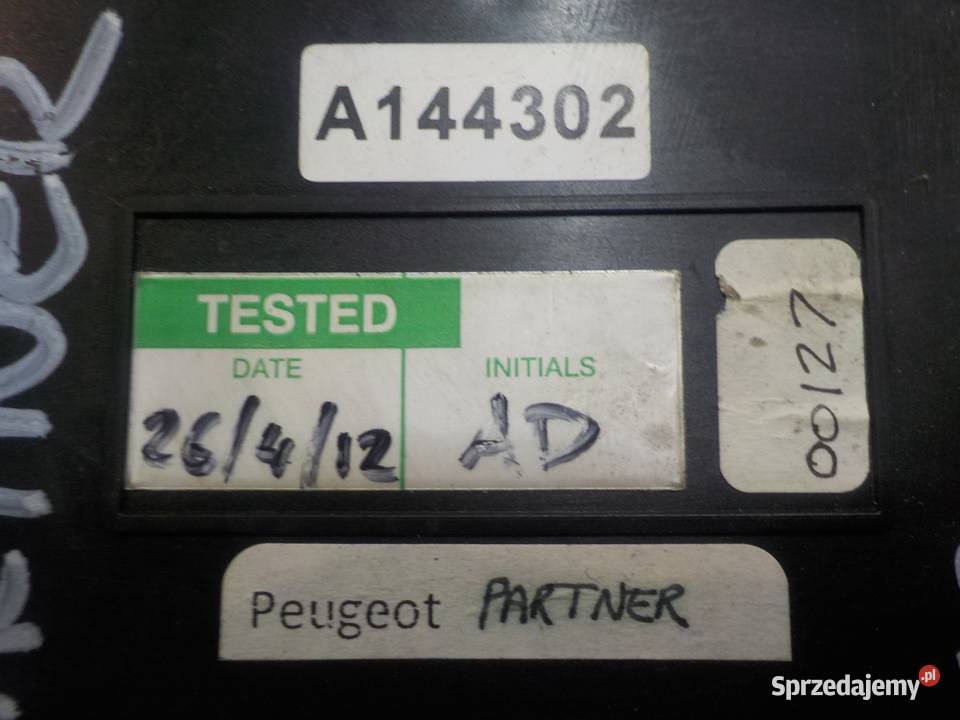 A144302
TESTED
DATE
INITIALS
26/4/12
AD
00127
Peugeot PARTNER
Sprzedajemy.pl